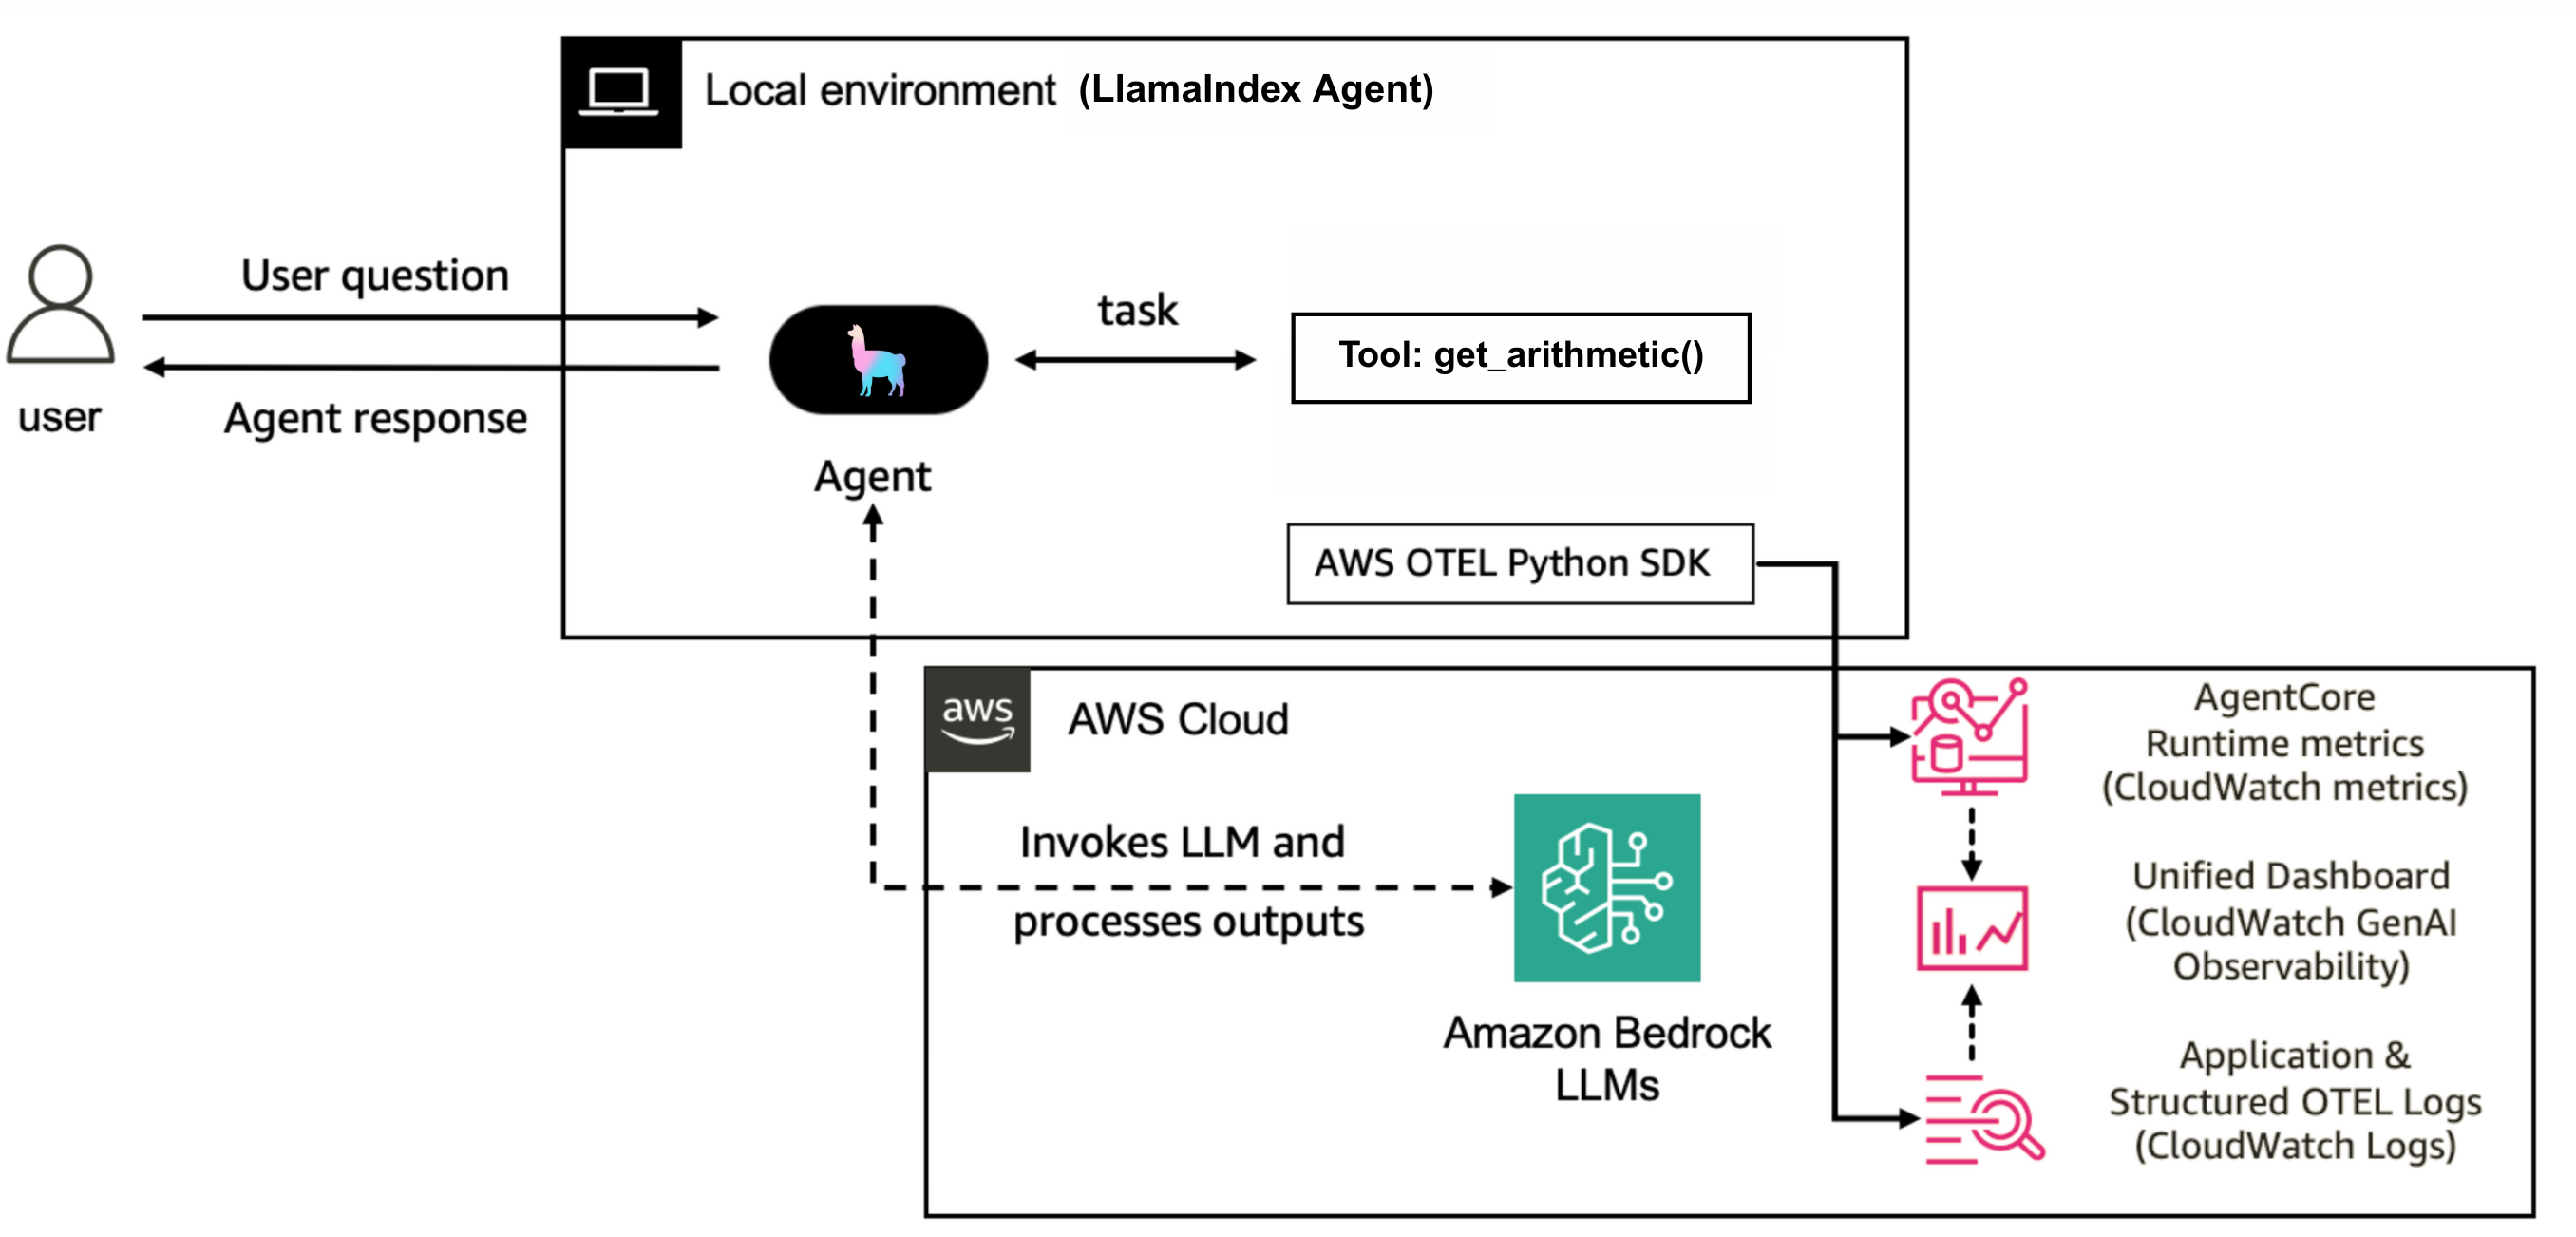 Local environment (LlamaIndex Agent)
User question
task
Tool: get_arithmetic()
user
Agent response
Agent
AWS OTEL Python SDK
aws
AWS Cloud
Invokes LLM and
processes outputs
Amazon Bedrock
LLMs
AgentCore
Runtime metrics
(CloudWatch metrics)
Unified Dashboard
(CloudWatch GenAI
Observability)
Application &
Structured OTEL Logs
(CloudWatch Logs)